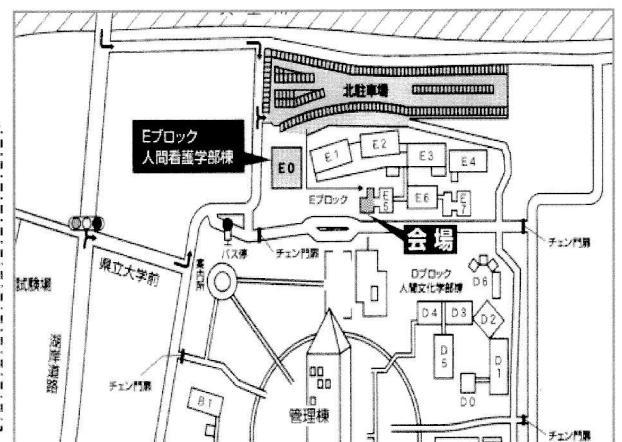 北駐車場
Eブロック
人間看護学部棟
E0
E1
E2
E3
E4
Eブロック
E5
E6
E7
会場
バス停
チェン門扉
チェン門扉
県立大学前
案内所
Dブロック
人間文化学部棟
D6
D4
D3
D2
D5
D1
D0
湖岸道路
チェン門扉
B1
管理棟
チェン門扉